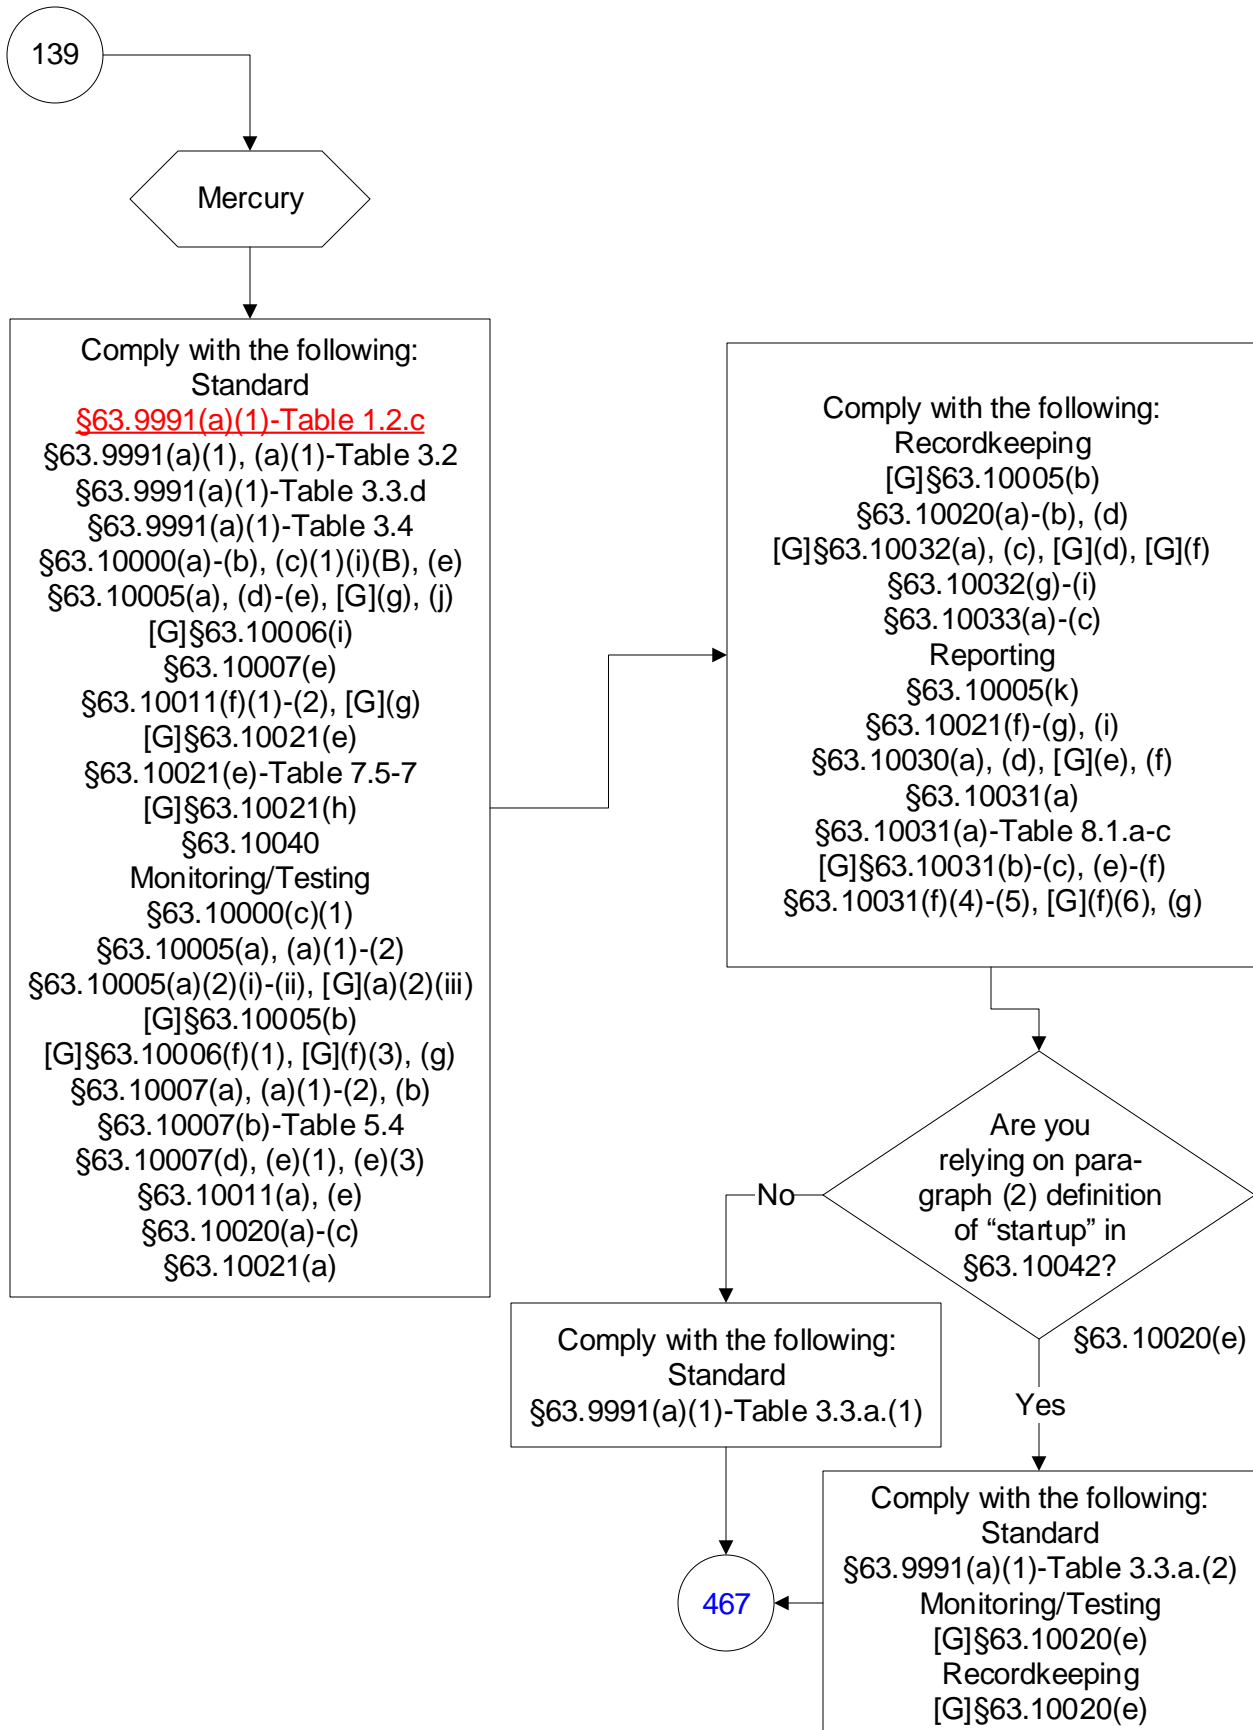 139
Mercury
Comply with the following:
Standard
§63.9991(a)(1)-Table 1.2.c
§63.9991(a)(1), (a)(1)-Table 3.2
§63.9991(a)(1)-Table 3.3.d
§63.9991(a)(1)-Table 3.4
§63.10000(a)-(b), (c)(1)(i)(B), (e)
§63.10005(a), (d)-(e), [G](g), (j)
[G]§63.10006(i)
§63.10007(e)
§63.10011(f)(1)-(2), [G](g)
[G]§63.10021(e)
§63.10021(e)-Table 7.5-7
[G]§63.10021(h)
§63.10040
Monitoring/Testing
§63.10000(c)(1)
§63.10005(a), (a)(1)-(2)
§63.10005(a)(2)(i)-(ii), [G](a)(2)(iii)
[G]§63.10005(b)
[G]§63.10006(f)(1), [G](f)(3), (g)
§63.10007(a), (a)(1)-(2), (b)
§63.10007(b)-Table 5.4
§63.10007(d), (e)(1), (e)(3)
§63.10011(a), (e)
§63.10020(a)-(c)
§63.10021(a)
Comply with the following:
Recordkeeping
[G]§63.10005(b)
§63.10020(a)-(b), (d)
[G]§63.10032(a), (c), [G](d), [G](f)
§63.10032(g)-(i)
§63.10033(a)-(c)
Reporting
§63.10005(k)
§63.10021(f)-(g), (i)
§63.10030(a), (d), [G](e), (f)
§63.10031(a)
§63.10031(a)-Table 8.1.a-c
[G]§63.10031(b)-(c), (e)-(f)
§63.10031(f)(4)-(5), [G](f)(6), (g)
Are you
relying on para-
graph (2) definition
of “startup” in
§63.10042?
§63.10020(e)
No
Yes
Comply with the following:
Standard
§63.9991(a)(1)-Table 3.3.a.(1)
Comply with the following:
Standard
§63.9991(a)(1)-Table 3.3.a.(2)
Monitoring/Testing
[G]§63.10020(e)
Recordkeeping
[G]§63.10020(e)
467